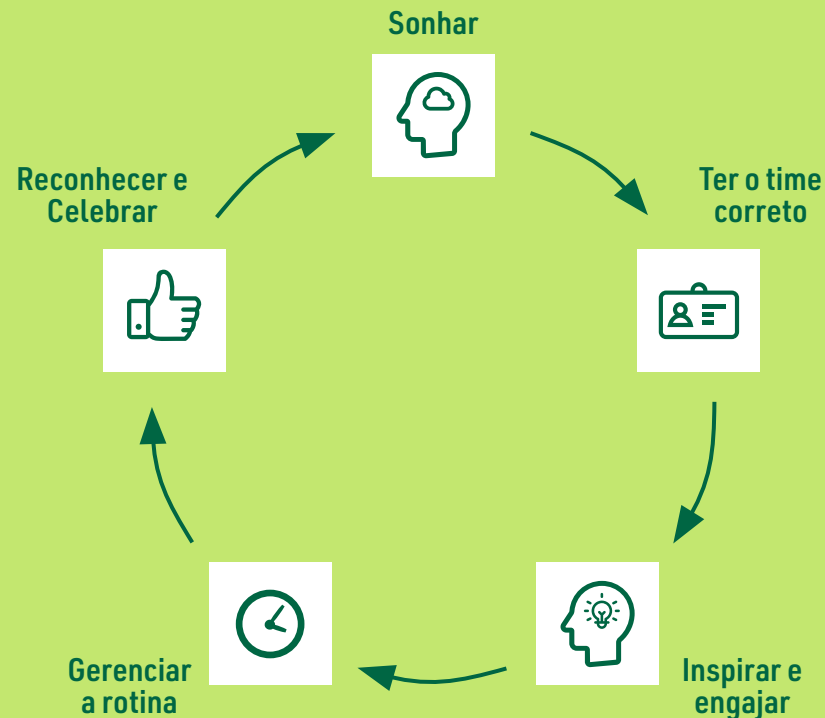 Sonhar
Ter o time
correto
Inspirar e
engajar
Gerenciar
a rotina
Reconhecer e
Celebrar